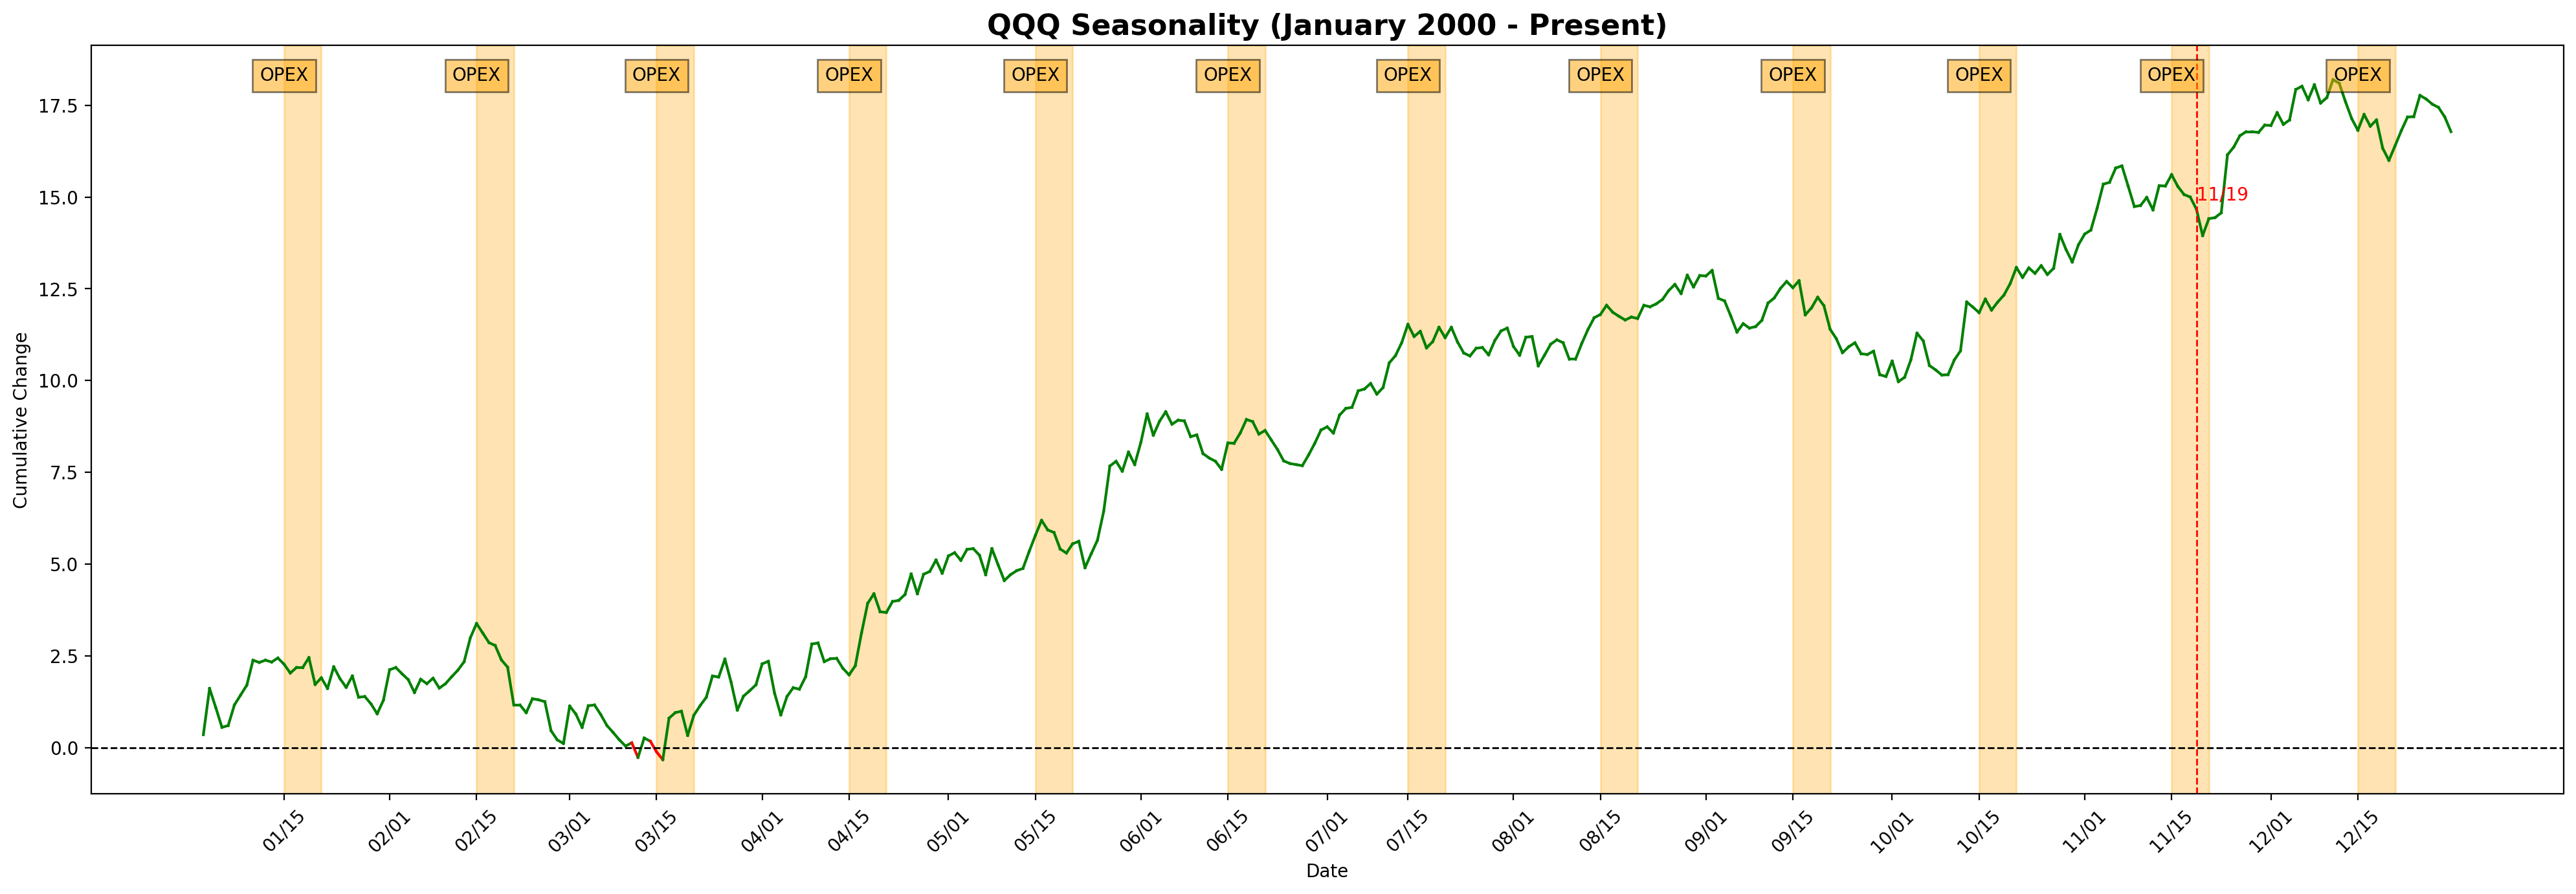 QQQ Seasonality (January 2000 - Present)
OPEX
OPEX
OPEX
OPEX
OPEX
OPEX
OPEX
OPEX
OPEX
OPEX
OPEX
OPEX
11/19
Cumulative Change
17.5
15.0
12.5
10.0
7.5
5.0
2.5
0.0
01/15
02/01
02/15
03/01
03/15
04/01
04/15
05/01
05/15
06/01
06/15
07/01
07/15
08/01
08/15
09/01
09/15
10/01
10/15
11/01
11/15
12/01
12/15
Date